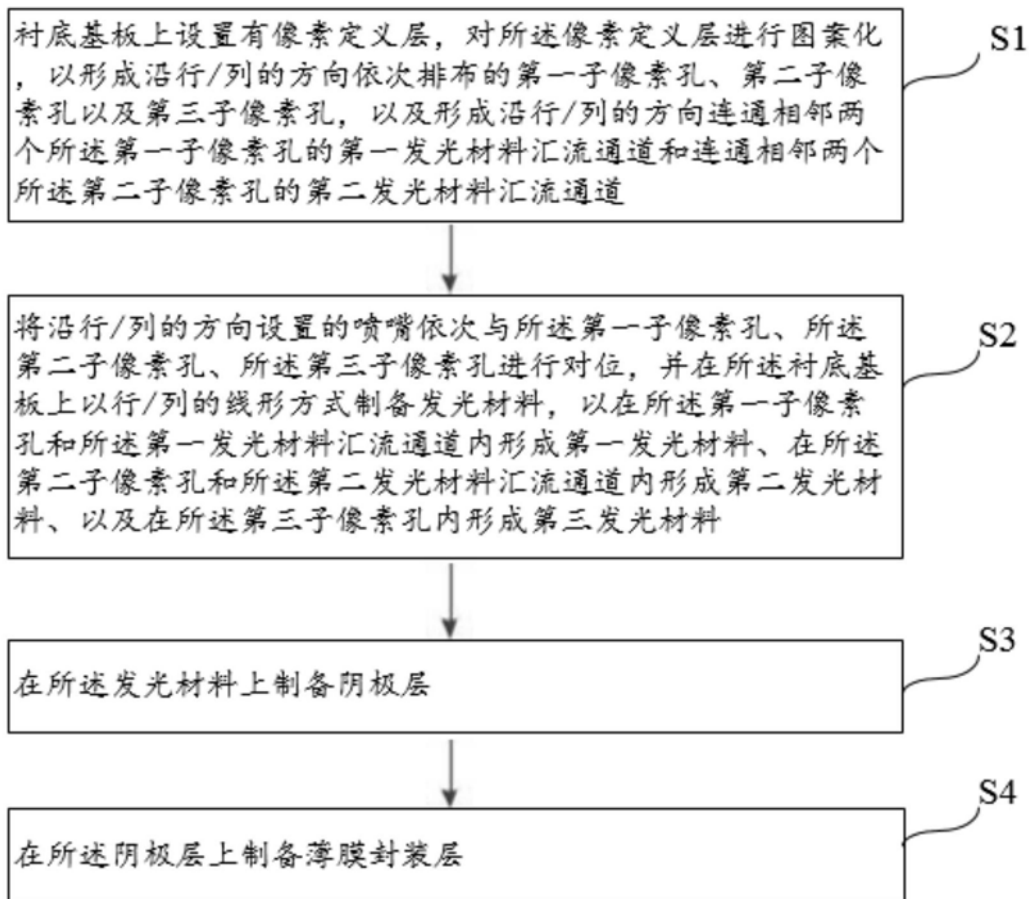 衬底基板上设置有像素定义层，对所述像素定义层进行图案化
，以形成沿行/列的方向依次排布的第一子像素孔、第二子像
素孔以及第三子像素孔，以及形成沿行/列的方向连通相邻两
个所述第一子像素孔的第一发光材料汇流通道和连通相邻两个
所述第二子像素孔的第二发光材料汇流通道
S1
将沿行/列的方向设置的喷嘴依次与所述第一子像素孔、所述
第二子像素孔、所述第三子像素孔进行对位，并在所述衬底基
板上以行/列的线形方式制备发光材料，以在所述第一子像素
孔和所述第一发光材料汇流通道内形成第一发光材料、在所述
第二子像素孔和所述第二发光材料汇流通道内形成第二发光材
料、以及在所述第三子像素孔内形成第三发光材料
S2
在所述发光材料上制备阴极层
S3
在所述阴极层上制备薄膜封装层
S4